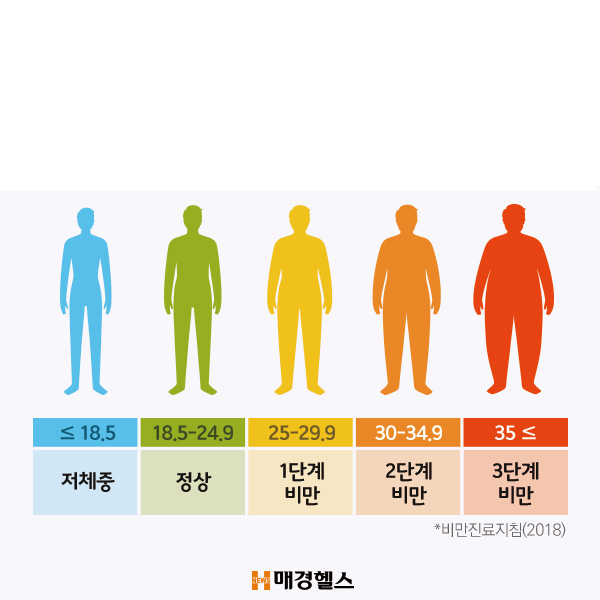 ≤ 18.5
18.5-24.9
25-29.9
30-34.9
35 ≤
저체중
정상
1단계
비만
2단계
비만
3단계
비만
*비만진료지침(2018)
H NEWS 매경헬스